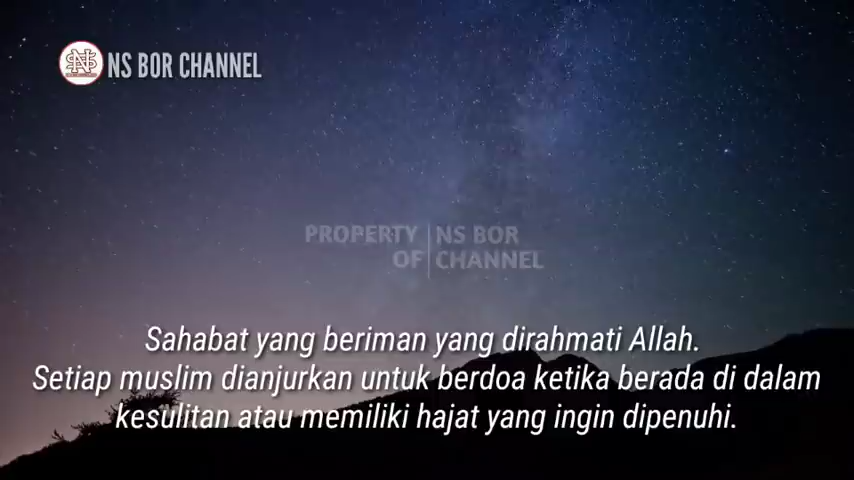 NS BOR CHANNEL
PROPERTY OF NS BOR CHANNEL
Sahabat yang beriman yang dirahmati Allah.
Setiap muslim dianjurkan untuk berdoa ketika berada di dalam
kesulitan atau memiliki hajat yang ingin dipenuhi.